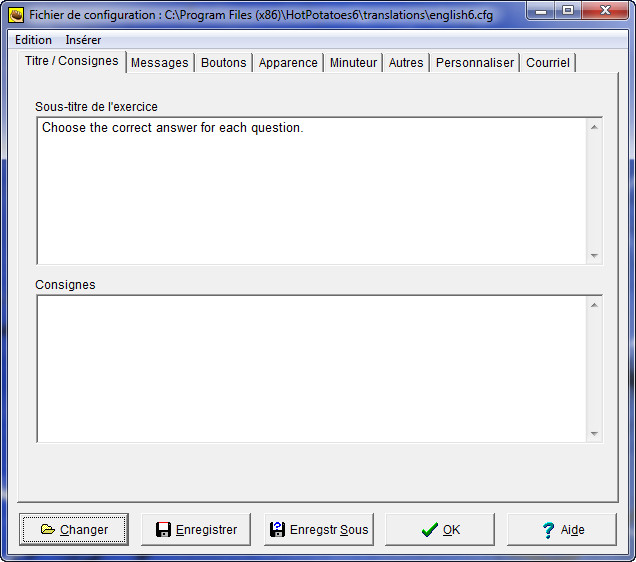 Fichier de configuration : C:\Program Files (x86)\HotPotatoes6\translations\english6.cfg
Edition Insérer
Titre / Consignes Messages Boutons Apparence Minuteur Autres Personnaliser Courriel
Sous-titre de l'exercice
Choose the correct answer for each question.
Consignes
Changer Enregistrer Enregstr Sous OK Aide